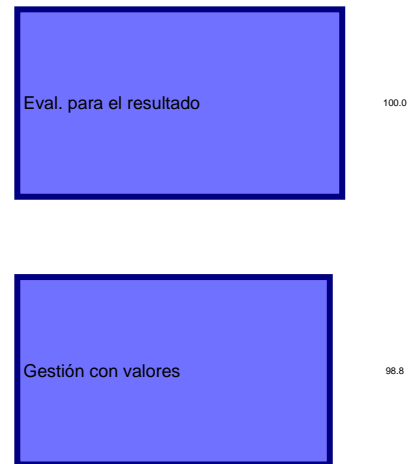 Eval. para el resultado 100.0
Gestión con valores 98.8